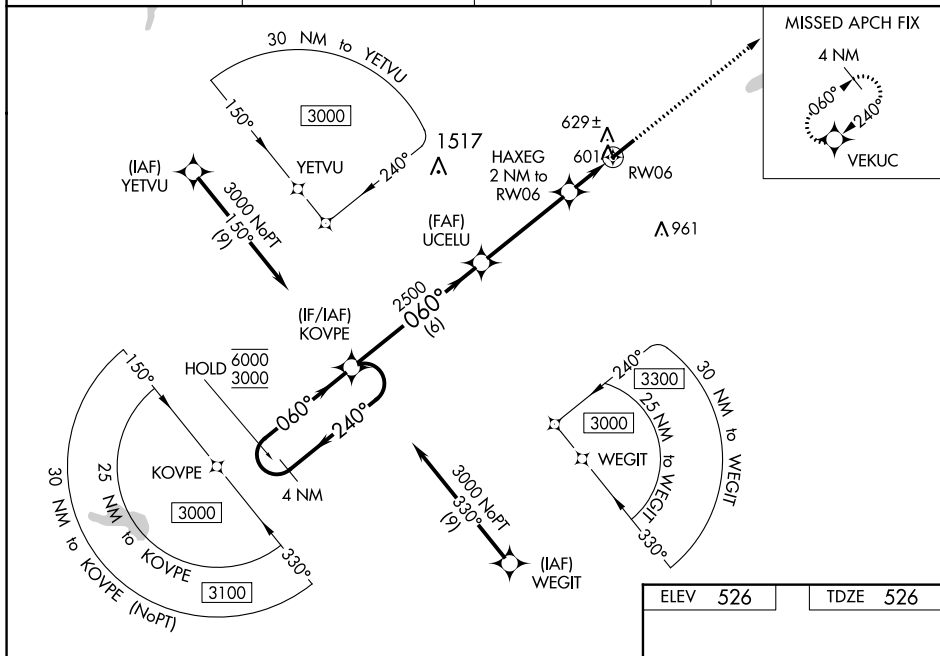 MISSED APCH FIX
4 NM
060°
240°
VEKUC
30 NM to YETVU
150°
3000
240°
YETVU
(IAF)
YETVU
3000 NoPT
150°
(9)
1517
629±
601
HAXEG
2 NM to
RW06
RW06
961
(FAF)
UCELU
2500
060°
(6)
(IF/IAF)
KOVPE
HOLD
6000
3000
060°
240°
4 NM
150°
KOVPE
3000
330°
25 NM to KOVPE
3100
30 NM to KOVPE (NoPT)
240°
3300
3000
WEGIT
25 NM to WEGIT
30 NM to WEGIT
330°
3000 NoPT
330°
(9)
(IAF)
WEGIT
ELEV 526
TDZE 526